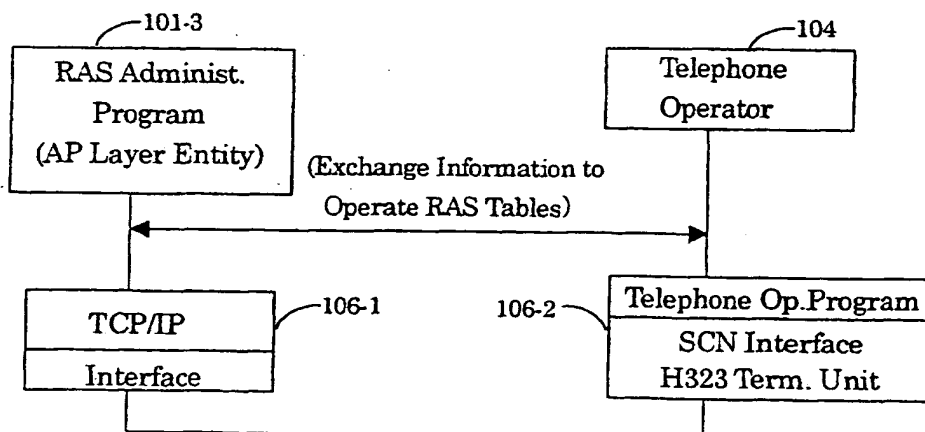 101-3
RAS Administ.
Program
(AP Layer Entity)
104
Telephone
Operator
(Exchange Information to
Operate RAS Tables)
106-1
TCP/IP
Interface
106-2
Telephone Op.Program
SCN Interface
H323 Term. Unit